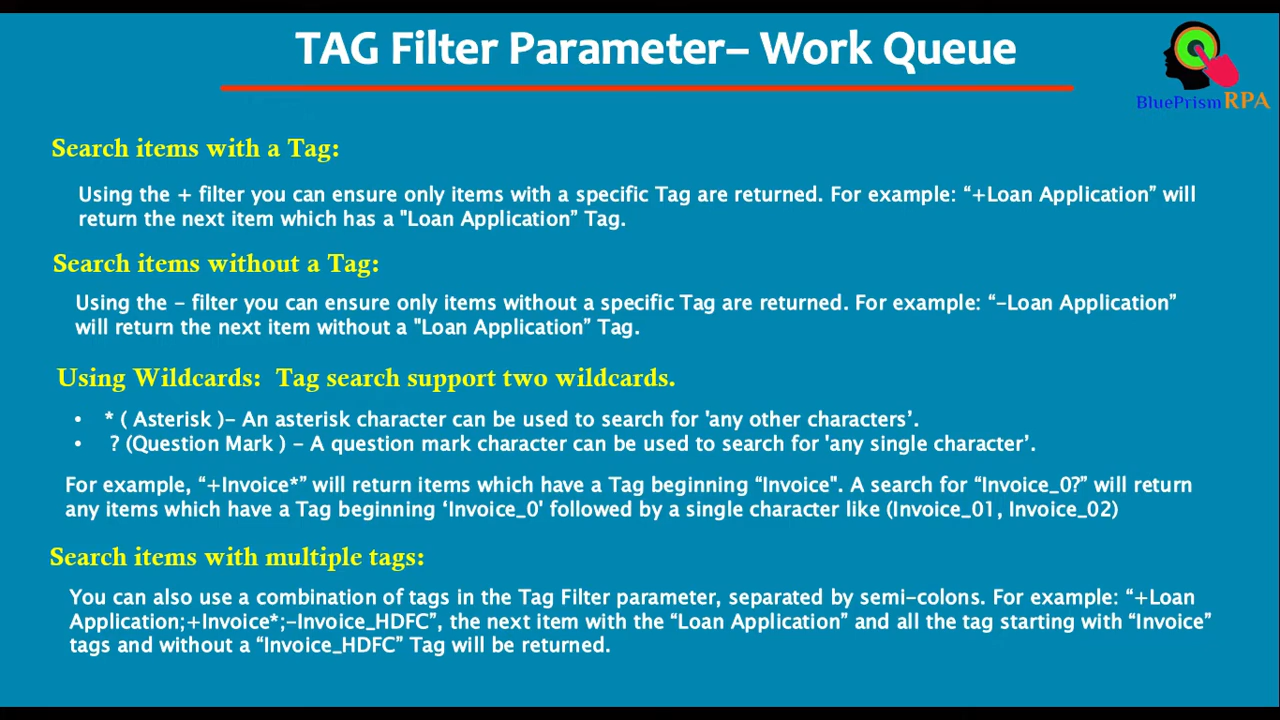 TAG Filter Parameter– Work Queue
BluePrism RPA
Search items with a Tag:
Using the + filter you can ensure only items with a specific Tag are returned. For example: “+Loan Application” will
return the next item which has a "Loan Application” Tag.
Search items without a Tag:
Using the - filter you can ensure only items without a specific Tag are returned. For example: “-Loan Application”
will return the next item without a "Loan Application” Tag.
Using Wildcards:  Tag search support two wildcards.
• * ( Asterisk )- An asterisk character can be used to search for 'any other characters’.
• ? (Question Mark ) - A question mark character can be used to search for 'any single character’.
For example, “+Invoice*” will return items which have a Tag beginning “Invoice". A search for “Invoice_0?” will return
any items which have a Tag beginning ‘Invoice_0' followed by a single character like (Invoice_01, Invoice_02)
Search items with multiple tags:
You can also use a combination of tags in the Tag Filter parameter, separated by semi-colons. For example: “+Loan
Application;+Invoice*;-Invoice_HDFC”, the next item with the “Loan Application” and all the tag starting with “Invoice”
tags and without a “Invoice_HDFC” Tag will be returned.